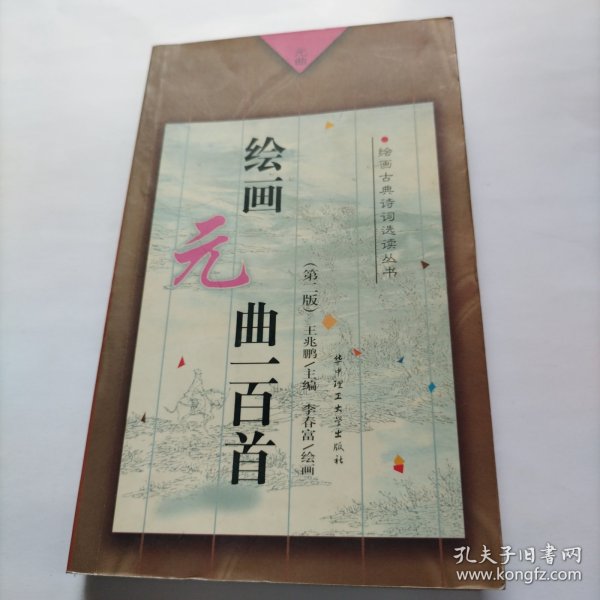 元曲
绘画古典诗词选读丛书
绘画
元
曲一百首
(第二版) 王兆鹏/主编 李春富/绘画
华中理工大学出版社
孔夫子旧书网
www.kongfz.com